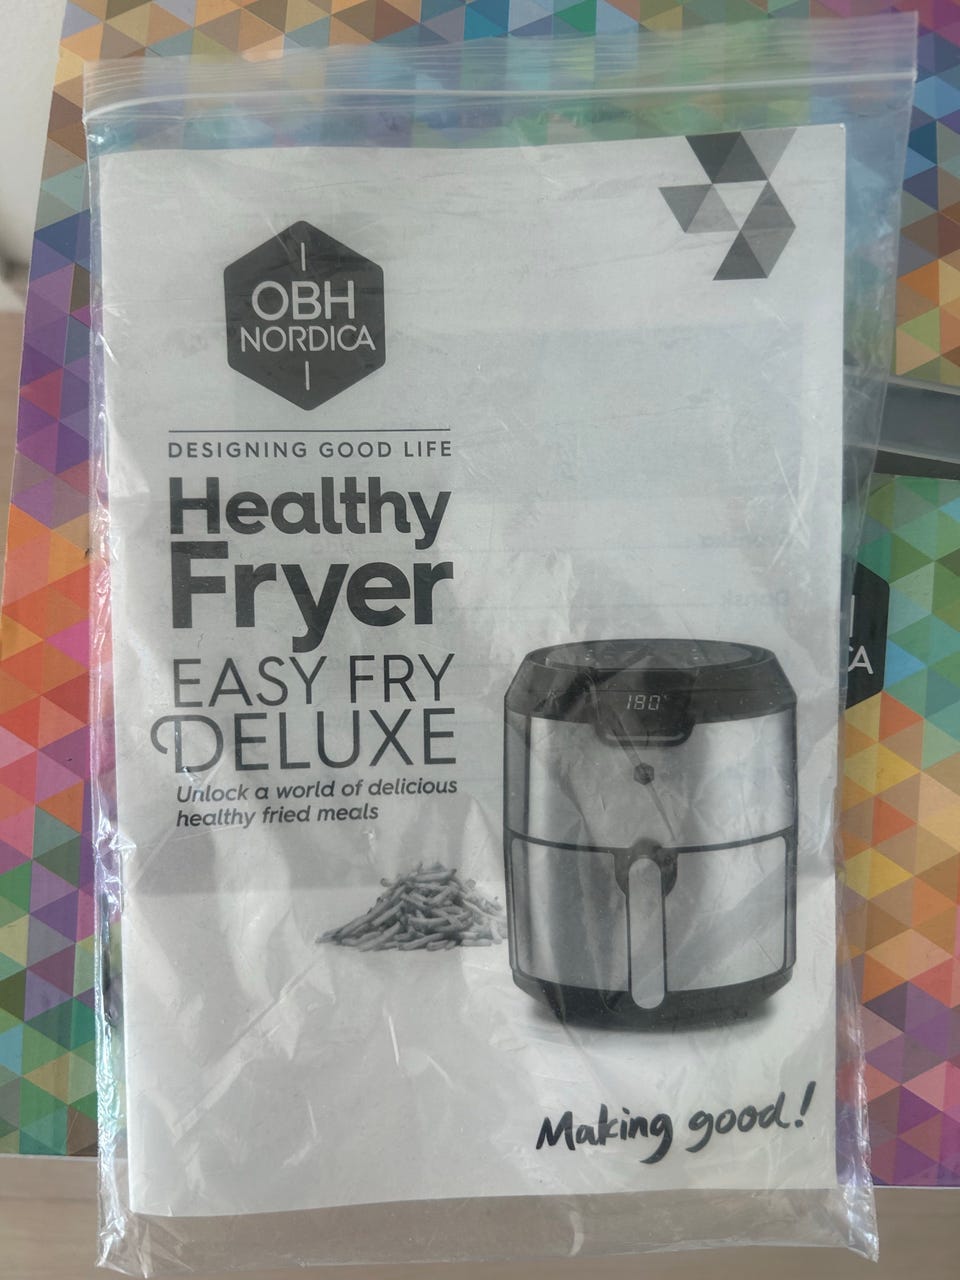 OBH
NORDICA
DESIGNING GOOD LIFE
Healthy
Fryer
EASY FRY
DELUXE
Unlock a world of delicious
healthy fried meals
180°
CA
Making good!